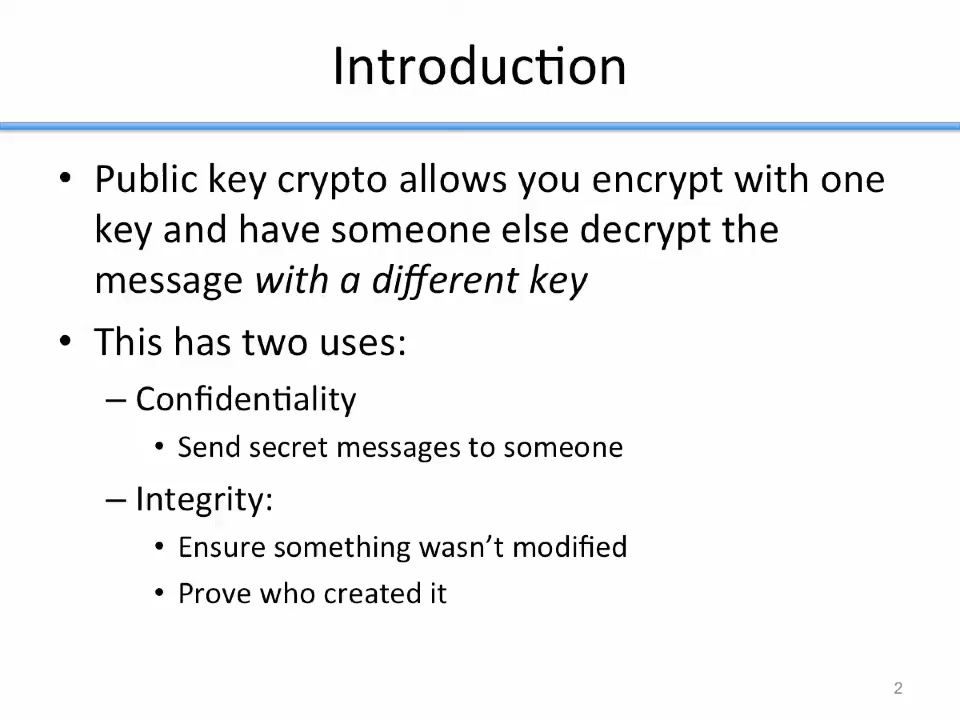 Introduction
• Public key crypto allows you encrypt with one
key and have someone else decrypt the
message with a different key
• This has two uses:
– Confidentiality
• Send secret messages to someone
– Integrity:
• Ensure something wasn’t modified
• Prove who created it
2